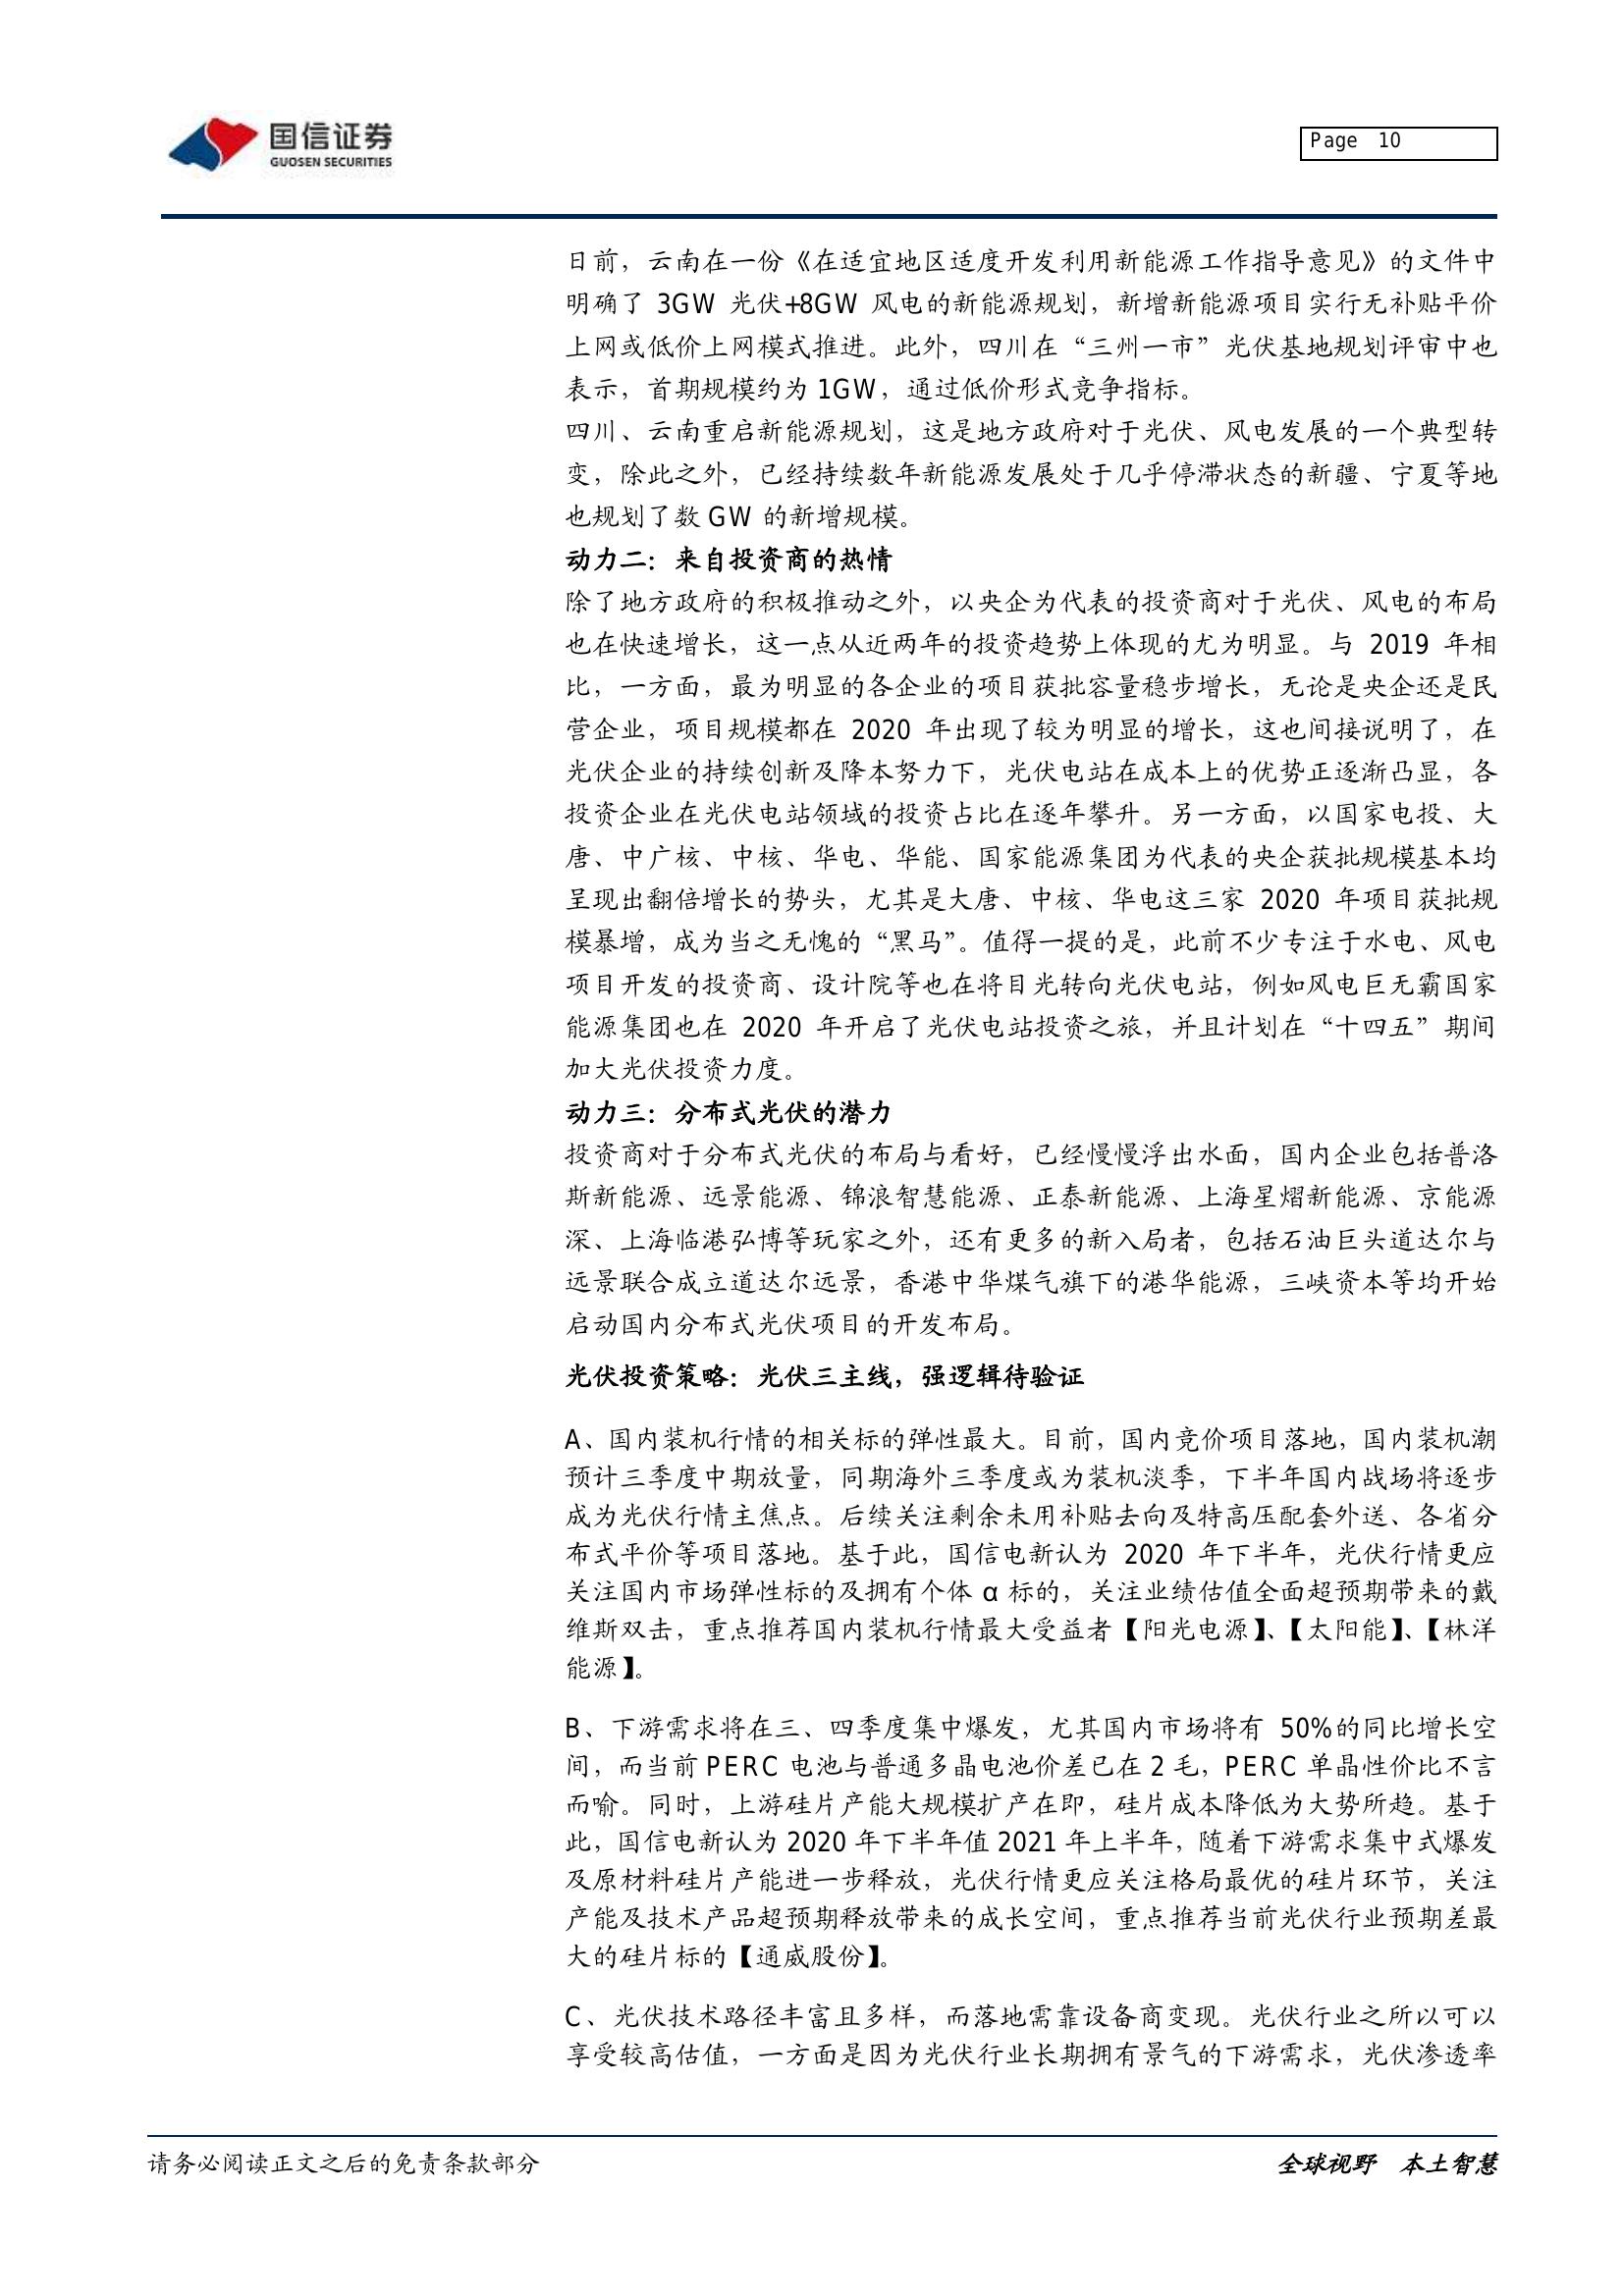 国信证券
GUOSEN SECURITIES
Page 10
日前，云南在一份《在适宜地区适度开发利用新能源工作指导意见》的文件中
明确了 3GW 光伏+8GW 风电的新能源规划，新增新能源项目实行无补贴平价
上网或低价上网模式推进。此外，四川在“三州一市”光伏基地规划评审中也
表示，首期规模约为 1GW，通过低价形式竞争指标。
四川、云南重启新能源规划，这是地方政府对于光伏、风电发展的一个典型转
变，除此之外，已经持续数年新能源发展处于几乎停滞状态的新疆、宁夏等地
也规划了数 GW 的新增规模。
动力二：来自投资商的热情
除了地方政府的积极推动之外，以央企为代表的投资商对于光伏、风电的布局
也在快速增长，这一点从近两年的投资趋势上体现的尤为明显。与 2019 年相
比，一方面，最为明显的各企业的项目获批容量稳步增长，无论是央企还是民
营企业，项目规模都在 2020 年出现了较为明显的增长，这也间接说明了，在
光伏企业的持续创新及降本努力下，光伏电站在成本上的优势正逐渐凸显，各
投资企业在光伏电站领域的投资占比在逐年攀升。另一方面，以国家电投、大
唐、中广核、中核、华电、华能、国家能源集团为代表的央企获批规模基本均
呈现出翻倍增长的势头，尤其是大唐、中核、华电这三家 2020 年项目获批规
模暴增，成为当之无愧的“黑马”。值得一提的是，此前不少专注于水电、风电
项目开发的投资商、设计院等也在将目光转向光伏电站，例如风电巨无霸国家
能源集团也在 2020 年开启了光伏电站投资之旅，并且计划在“十四五”期间
加大光伏投资力度。
动力三：分布式光伏的潜力
投资商对于分布式光伏的布局与看好，已经慢慢浮出水面，国内企业包括普洛
斯新能源、远景能源、锦浪智慧能源、正泰新能源、上海星熠新能源、京能源
深、上海临港弘博等玩家之外，还有更多的新入局者，包括石油巨头道达尔与
远景联合成立道达尔远景，香港中华煤气旗下的港华能源，三峡资本等均开始
启动国内分布式光伏项目的开发布局。
光伏投资策略：光伏三主线，强逻辑待验证
A、国内装机行情的相关标的弹性最大。目前，国内竞价项目落地，国内装机潮
预计三季度中期放量，同期海外三季度或为装机淡季，下半年国内战场将逐步
成为光伏行情主焦点。后续关注剩余未用补贴去向及特高压配套外送、各省分
布式平价等项目落地。基于此，国信电新认为 2020 年下半年，光伏行情更应
关注国内市场弹性标的及拥有个体 α 标的，关注业绩估值全面超预期带来的戴
维斯双击，重点推荐国内装机行情最大受益者【阳光电源】、【太阳能】、【林洋
能源】。
B、下游需求将在三、四季度集中爆发，尤其国内市场将有 50%的同比增长空
间，而当前 PERC 电池与普通多晶电池价差已在 2 毛，PERC 单晶性价比不言
而喻。同时，上游硅片产能大规模扩产在即，硅片成本降低为大势所趋。基于
此，国信电新认为 2020 年下半年值 2021 年上半年，随着下游需求集中式爆发
及原材料硅片产能进一步释放，光伏行情更应关注格局最优的硅片环节，关注
产能及技术产品超预期释放带来的成长空间，重点推荐当前光伏行业预期差最
大的硅片标的【通威股份】。
C、光伏技术路径丰富且多样，而落地需靠设备商变现。光伏行业之所以可以
享受较高估值，一方面是因为光伏行业长期拥有景气的下游需求，光伏渗透率
请务必阅读正文之后的免责条款部分
全球视野 本土智慧